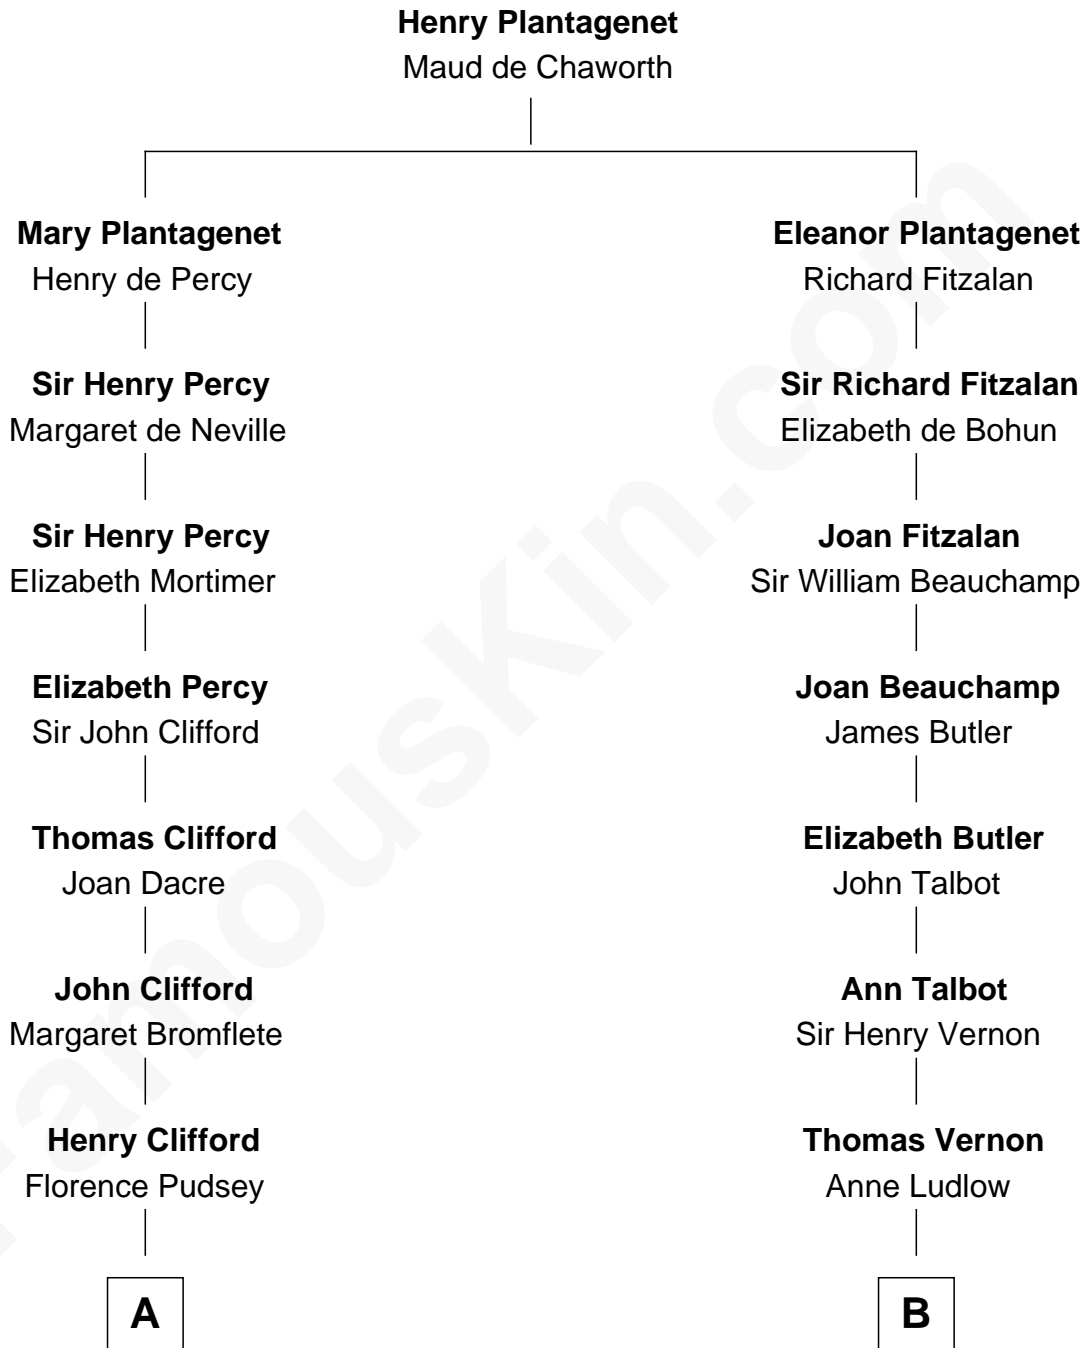 Henry Plantagenet
Maud de Chaworth
Mary Plantagenet
Henry de Percy
Eleanor Plantagenet
Richard Fitzalan
Sir Henry Percy
Margaret de Neville
Sir Richard Fitzalan
Elizabeth de Bohun
Sir Henry Percy
Elizabeth Mortimer
Joan Fitzalan
Sir William Beauchamp
Elizabeth Percy
Sir John Clifford
Joan Beauchamp
James Butler
Thomas Clifford
Joan Dacre
Elizabeth Butler
John Talbot
John Clifford
Margaret Bromflete
Ann Talbot
Sir Henry Vernon
Henry Clifford
Florence Pudsey
Thomas Vernon
Anne Ludlow
A
B
FamousKin.com